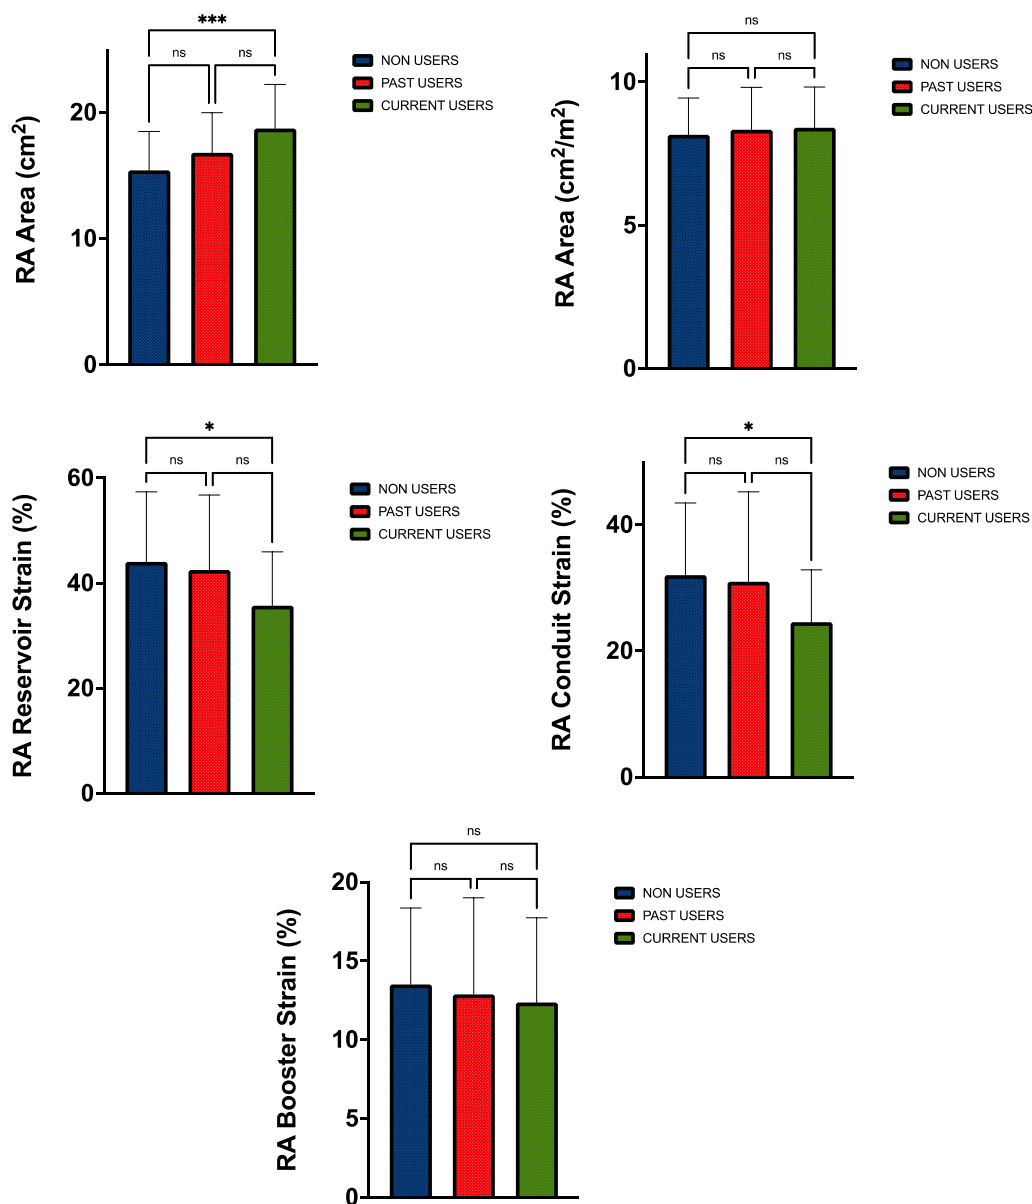 ***
ns
ns
RA Area (cm²)
20
10
0
NON USERS
PAST USERS
CURRENT USERS
ns
ns
ns
RA Area (cm²/m²)
10
5
0
NON USERS
PAST USERS
CURRENT USERS
*
ns
ns
RA Reservoir Strain (%)
60
40
20
0
NON USERS
PAST USERS
CURRENT USERS
*
ns
ns
RA Conduit Strain (%)
40
20
0
NON USERS
PAST USERS
CURRENT USERS
ns
ns
ns
RA Booster Strain (%)
20
15
10
5
0
NON USERS
PAST USERS
CURRENT USERS